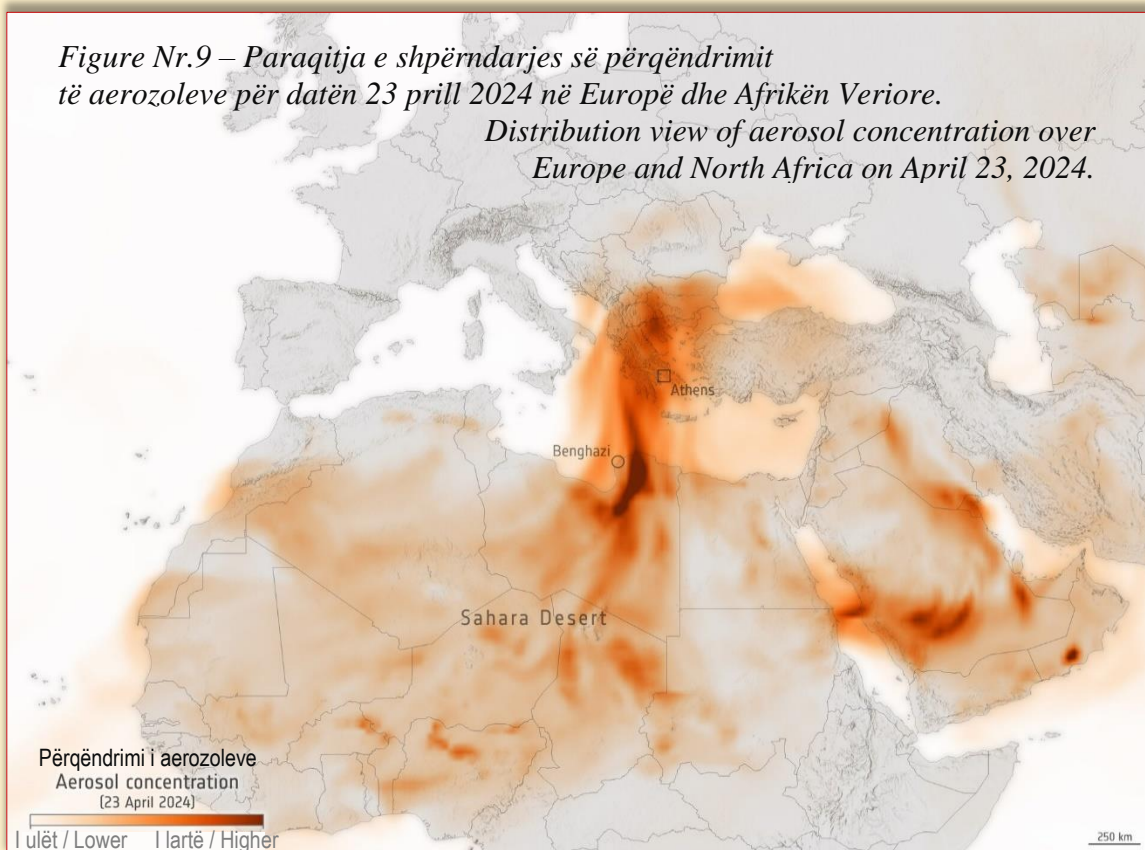 Figure Nr.9 – Paraqitja e shpërndarjes së përqëndrimit
të aerozoleve për datën 23 prill 2024 në Europë dhe Afrikën Veriore.
Distribution view of aerosol concentration over
Europe and North Africa on April 23, 2024.
Athens
Benghazi
Sahara Desert
Përqëndrimi i aerozoleve
Aerosol concentration
(23 April 2024)
I ulët / Lower I lartë / Higher
250 km